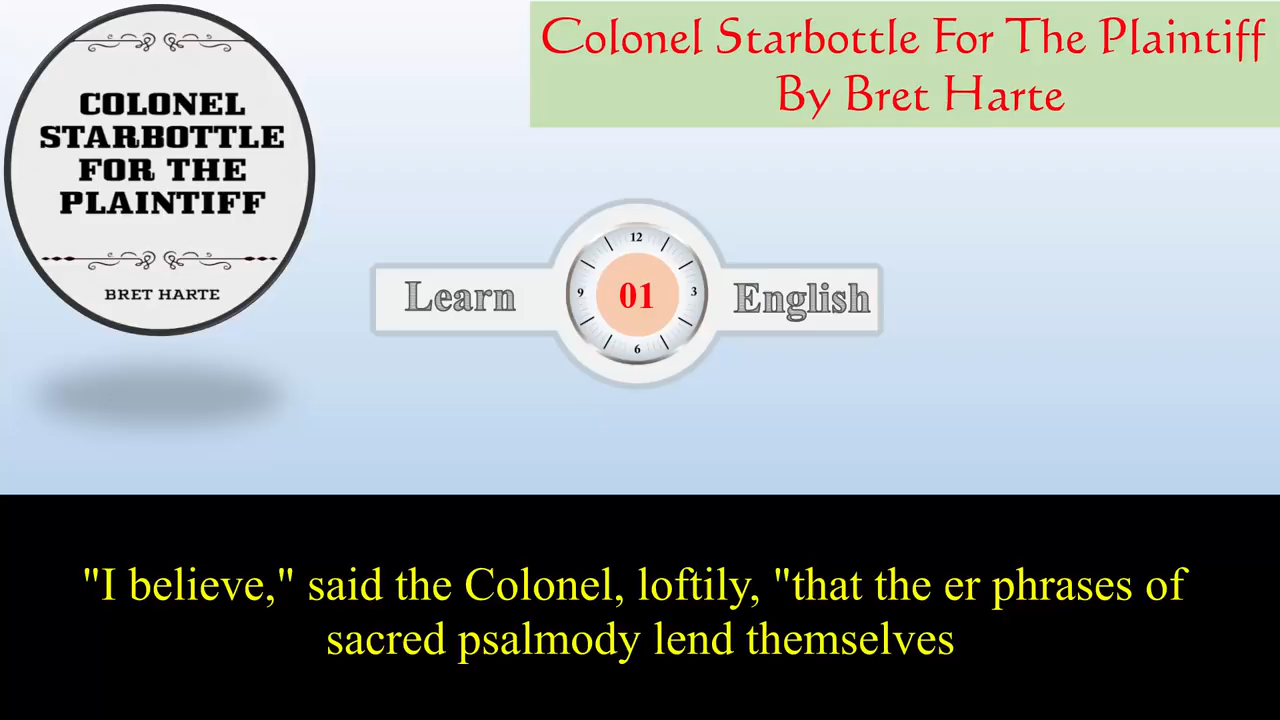 COLONEL
STARBOTTLE
FOR THE
PLAINTIFF
BRET HARTE
Colonel Starbottle For The Plaintiff
By Bret Harte
Learn
12
9
01
3
6
English
"I believe," said the Colonel, loftily, "that the er phrases of
sacred psalmody lend themselves